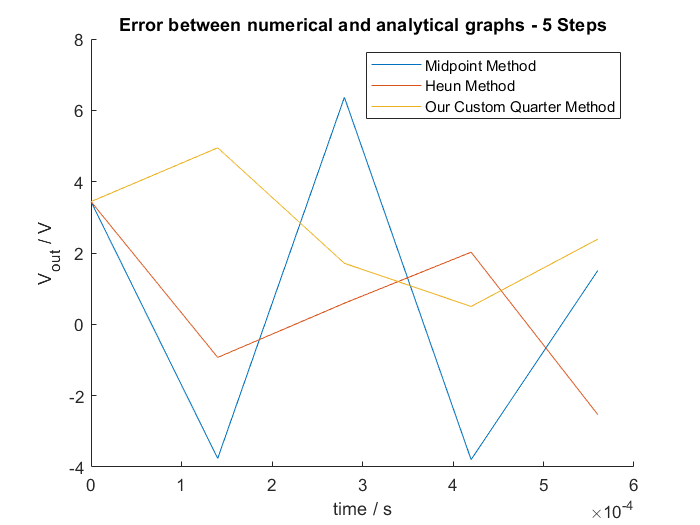 Error between numerical and analytical graphs - 5 Steps
8
6
4
2
0
-2
-4
V_out / V
Midpoint Method
Heun Method
Our Custom Quarter Method
0 1 2 3 4 5 6
time / s
×10^-4